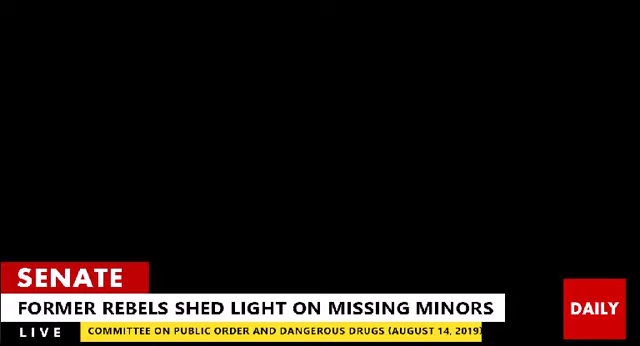 SENATE
FORMER REBELS SHED LIGHT ON MISSING MINORS
DAILY
LIVE
COMMITTEE ON PUBLIC ORDER AND DANGEROUS DRUGS (AUGUST 14, 2019)